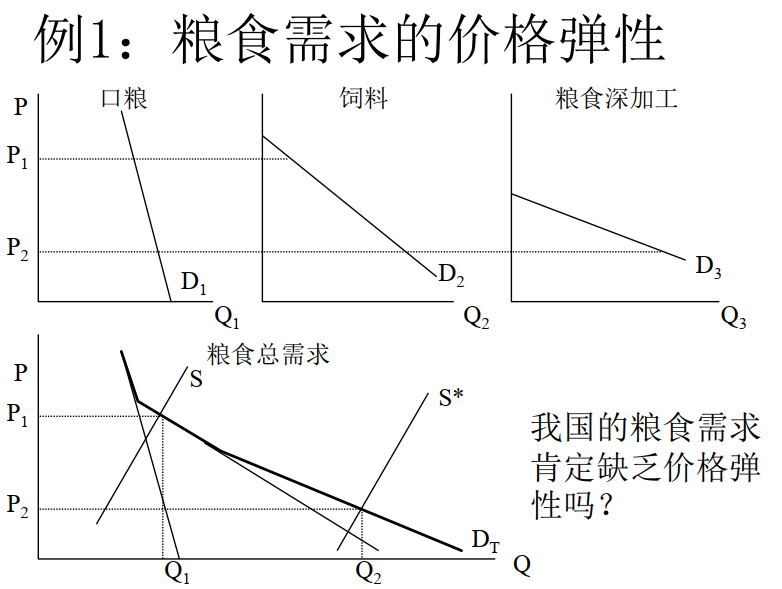 例1：粮食需求的价格弹性
口粮
饲料
粮食深加工
P
P1
P2
D1
D2
D3
Q1
Q2
Q3
粮食总需求
P
S
S*
P1
P2
我国的粮食需求
肯定缺乏价格弹
性吗？
DT
Q1
Q2
Q